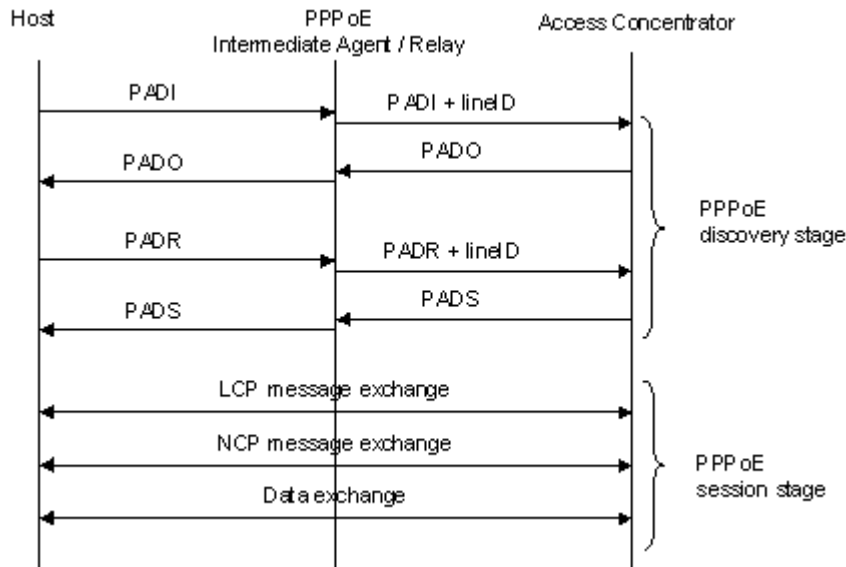 Host
PPPoE
Intermediate Agent / Relay
Access Concentrator
PADI
PADI + lineID
PADO
PADO
PADR
PADR + lineID
PADS
PADS
PPPoE
discovery stage
LCP message exchange
NCP message exchange
Data exchange
PPPoE
session stage